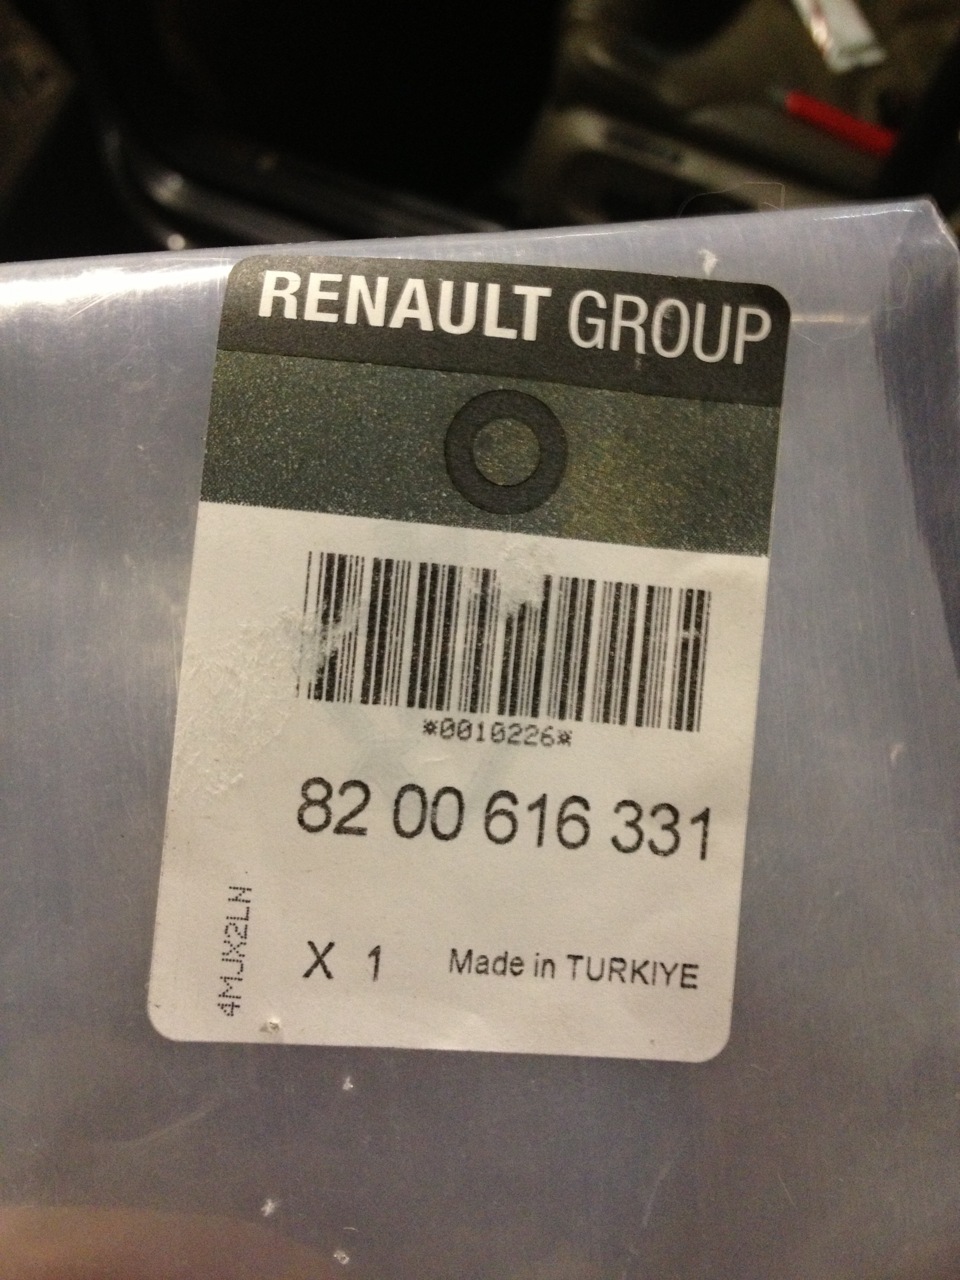 RENAULT GROUP
*0010226*
82 00 616 331
4MJX2LN
X 1 Made in TURKIYE